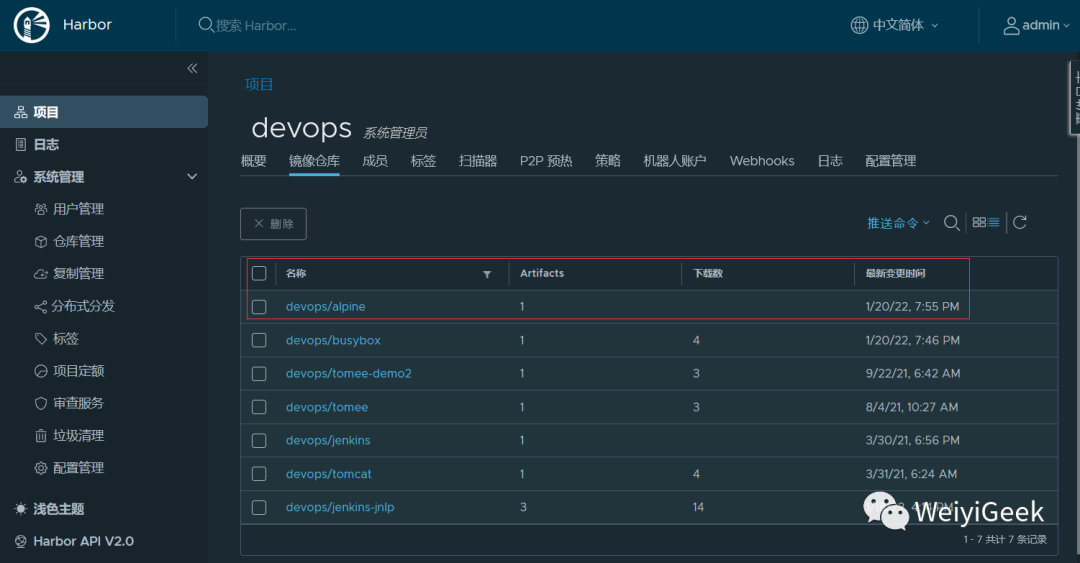 Harbor
搜索 Harbor...
中文简体
admin
项目
日志
系统管理
用户管理
仓库管理
复制管理
分布式分发
标签
项目定额
审查服务
垃圾清理
配置管理
浅色主题
Harbor API V2.0
项目
devops 系统管理员
概要 镜像仓库 成员 标签 扫描器 P2P 预热 策略 机器人账户 Webhooks 日志 配置管理
删除
推送命令
名称 Artifacts 下载数 最新变更时间
devops/alpine 1 1/20/22, 7:55 PM
devops/busybox 1 4 1/20/22, 7:46 PM
devops/tomee-demo2 1 3 9/22/21, 6:42 AM
devops/tomee 1 3 8/4/21, 10:27 AM
devops/jenkins 1 3/30/21, 6:56 PM
devops/tomcat 1 4 3/31/21, 6:24 AM
devops/jenkins-jnlp 3 14
WeiyiGeek
1 - 7 共计 7 条记录